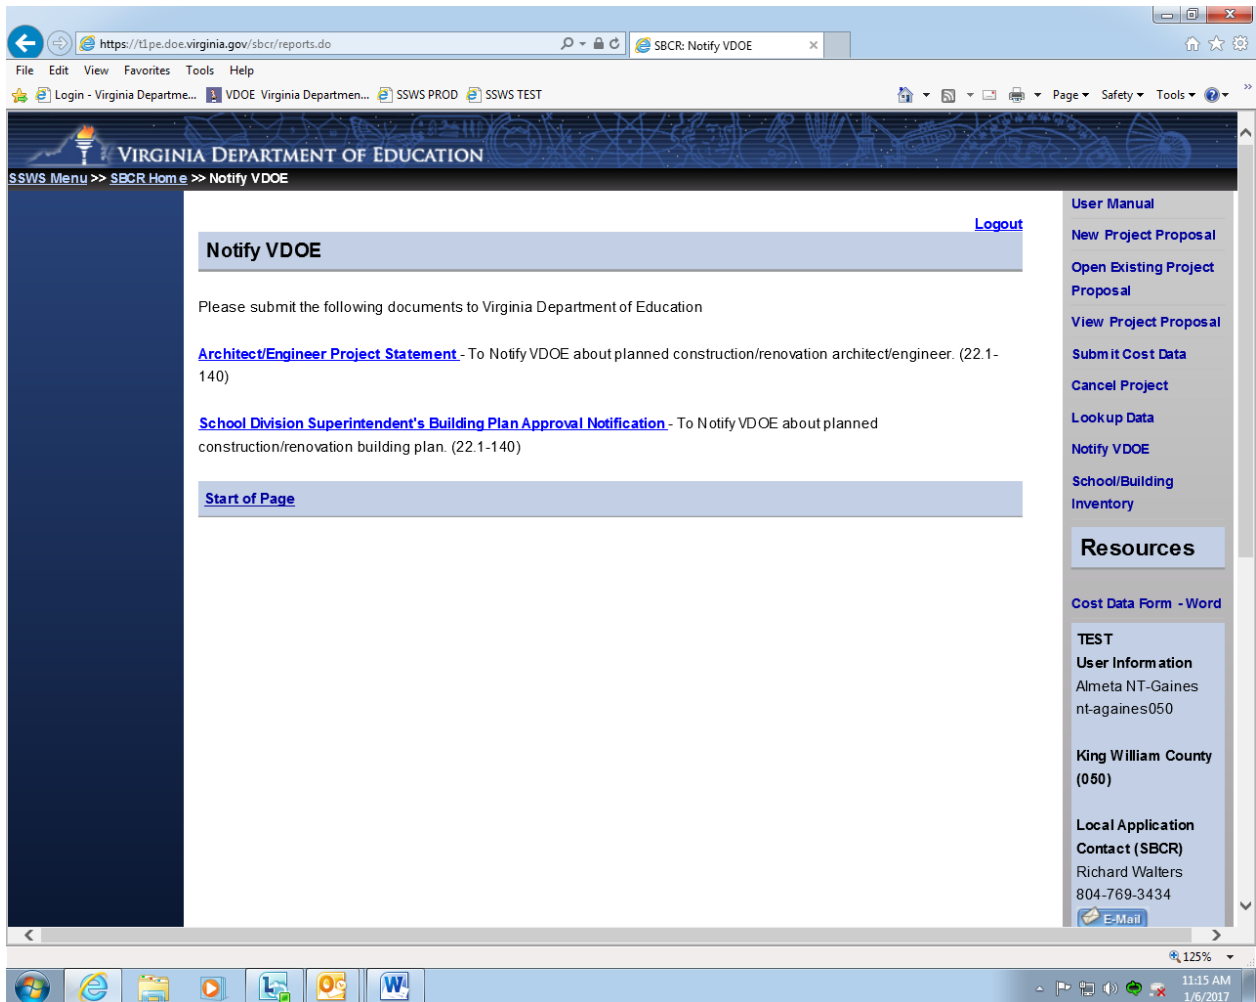 https://t1pe.doe.virginia.gov/sbcr/reports.do
SBCR: Notify VDOE
File Edit View Favorites Tools Help
Login - Virginia Departme... VDOE Virginia Departmen... SSWS PROD SSWS TEST
Page Safety Tools
VIRGINIA DEPARTMENT OF EDUCATION
SSWS Menu >> SBCR Home >> Notify VDOE
Logout
Notify VDOE
Please submit the following documents to Virginia Department of Education
Architect/Engineer Project Statement - To Notify VDOE about planned construction/renovation architect/engineer. (22.1-
140)
School Division Superintendent's Building Plan Approval Notification - To Notify VDOE about planned
construction/renovation building plan. (22.1-140)
Start of Page
User Manual
New Project Proposal
Open Existing Project
Proposal
View Project Proposal
Submit Cost Data
Cancel Project
Lookup Data
Notify VDOE
School/Building
Inventory
Resources
Cost Data Form - Word
TEST
User Information
Almeta NT-Gaines
nt-againes050
King William County
(050)
Local Application
Contact (SBCR)
Richard Walters
804-769-3434
E-Mail
125%
11:15 AM
1/6/2017